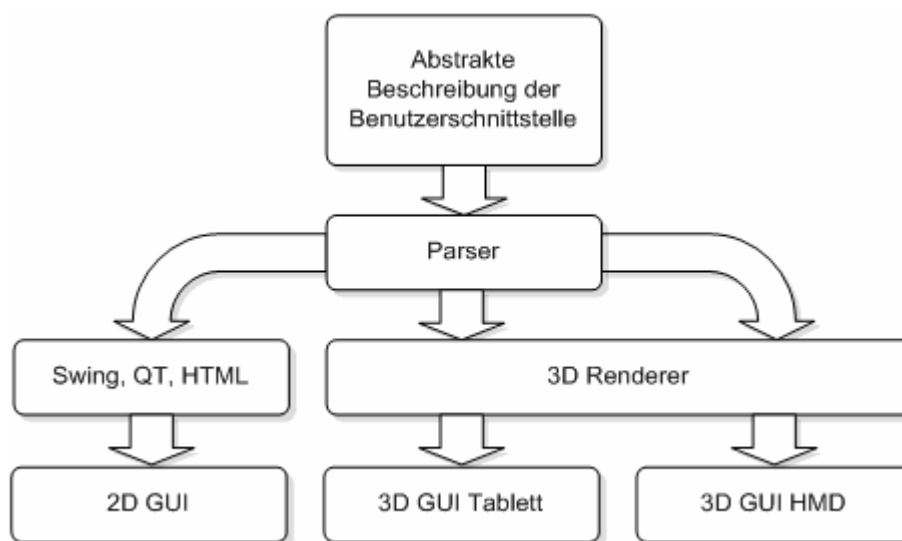 Abstrakte
Beschreibung der
Benutzerschnittstelle
Parser
Swing, QT, HTML
3D Renderer
2D GUI
3D GUI Tablett
3D GUI HMD